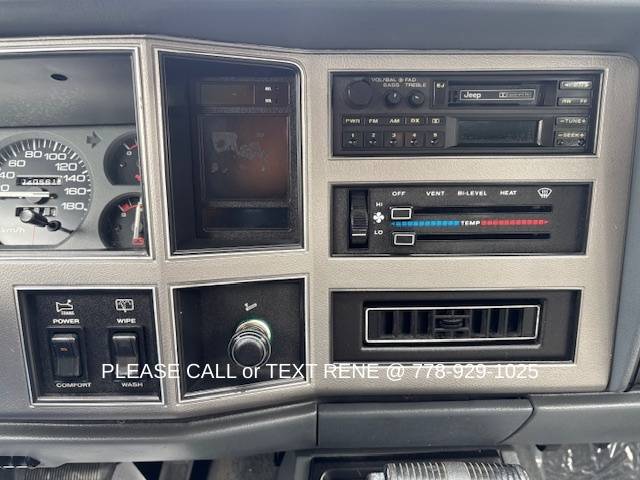 VOL/BAL FAD
BASS TREBLE
Jeep
PWR FM AM DX
1 2 3 4 5
TUNE
SEEK
OFF VENT BI-LEVEL HEAT
HI
LO
TEMP
80 100
60 120
140
160
180
km/h
TRANS
POWER
COMFORT
WIPE
WASH
PLEASE CALL or TEXT RENE @ 778-929-1025